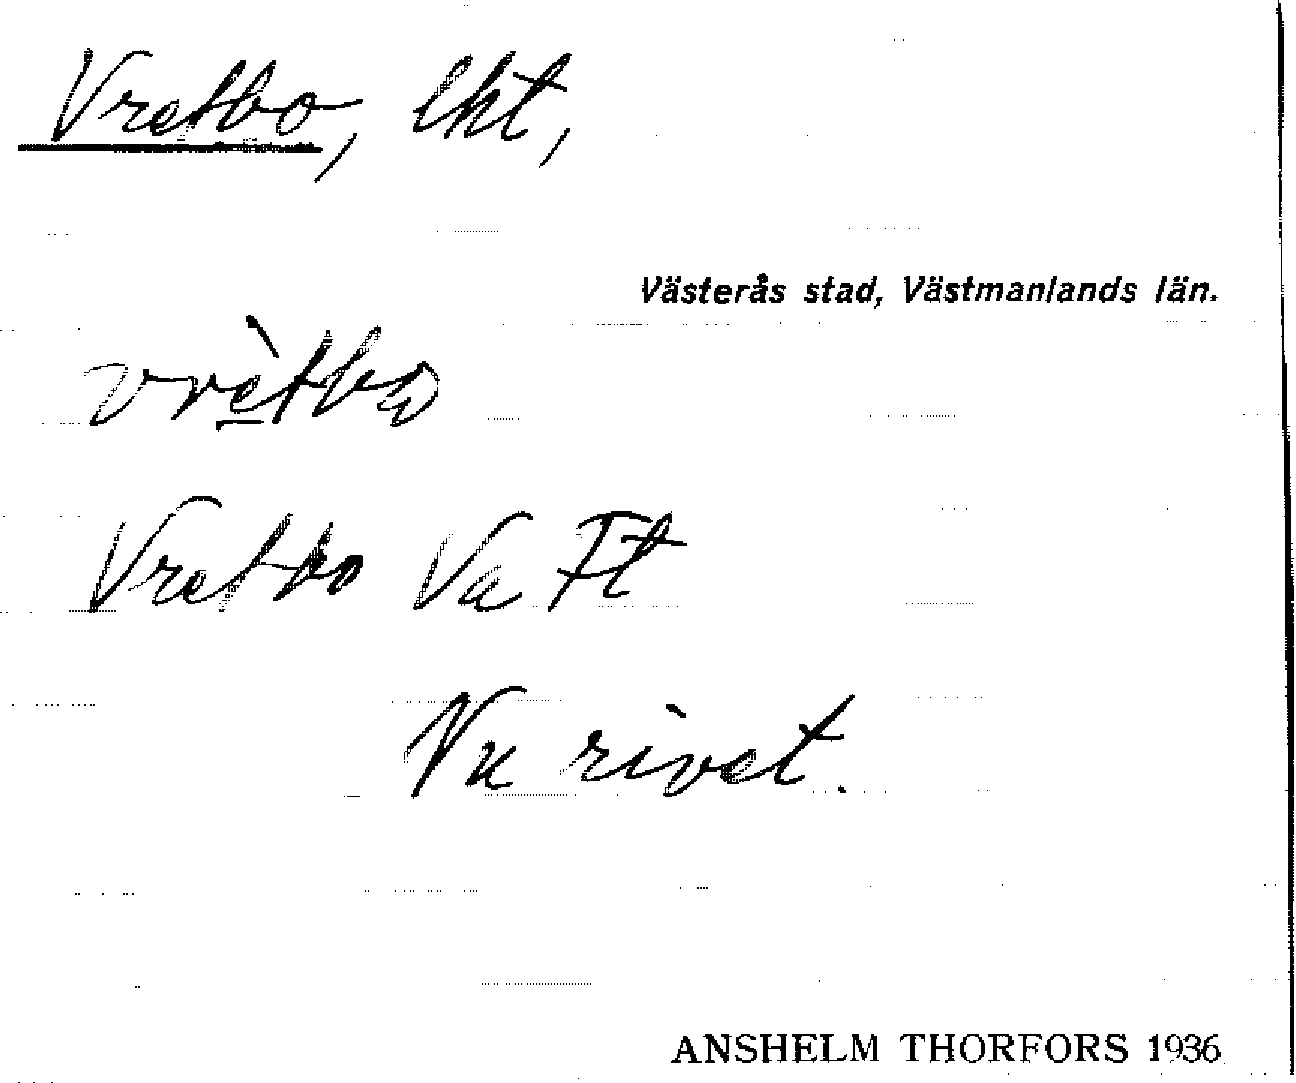 Vretbo, lht,
Västerås stad, Västmanlands län.
vrètbo
Vretbo Va Ft
Nu rivet.
ANSHELM THORFORS 1936